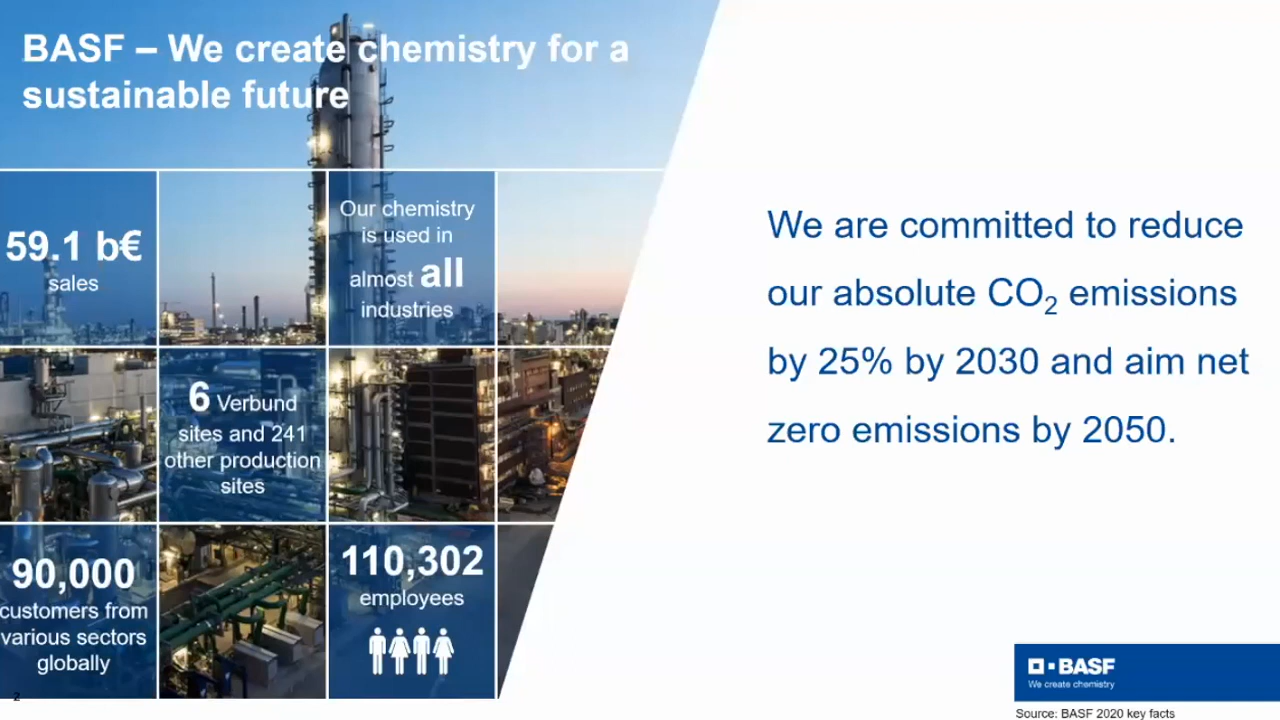 BASF – We create chemistry for a
sustainable future
59.1 b€
sales
Our chemistry
is used in
almost all
industries
6 Verbund
sites and 241
other production
sites
90,000
customers from
various sectors
globally
110,302
employees
We are committed to reduce
our absolute CO₂ emissions
by 25% by 2030 and aim net
zero emissions by 2050.
BASF
We create chemistry
2
Source: BASF 2020 key facts